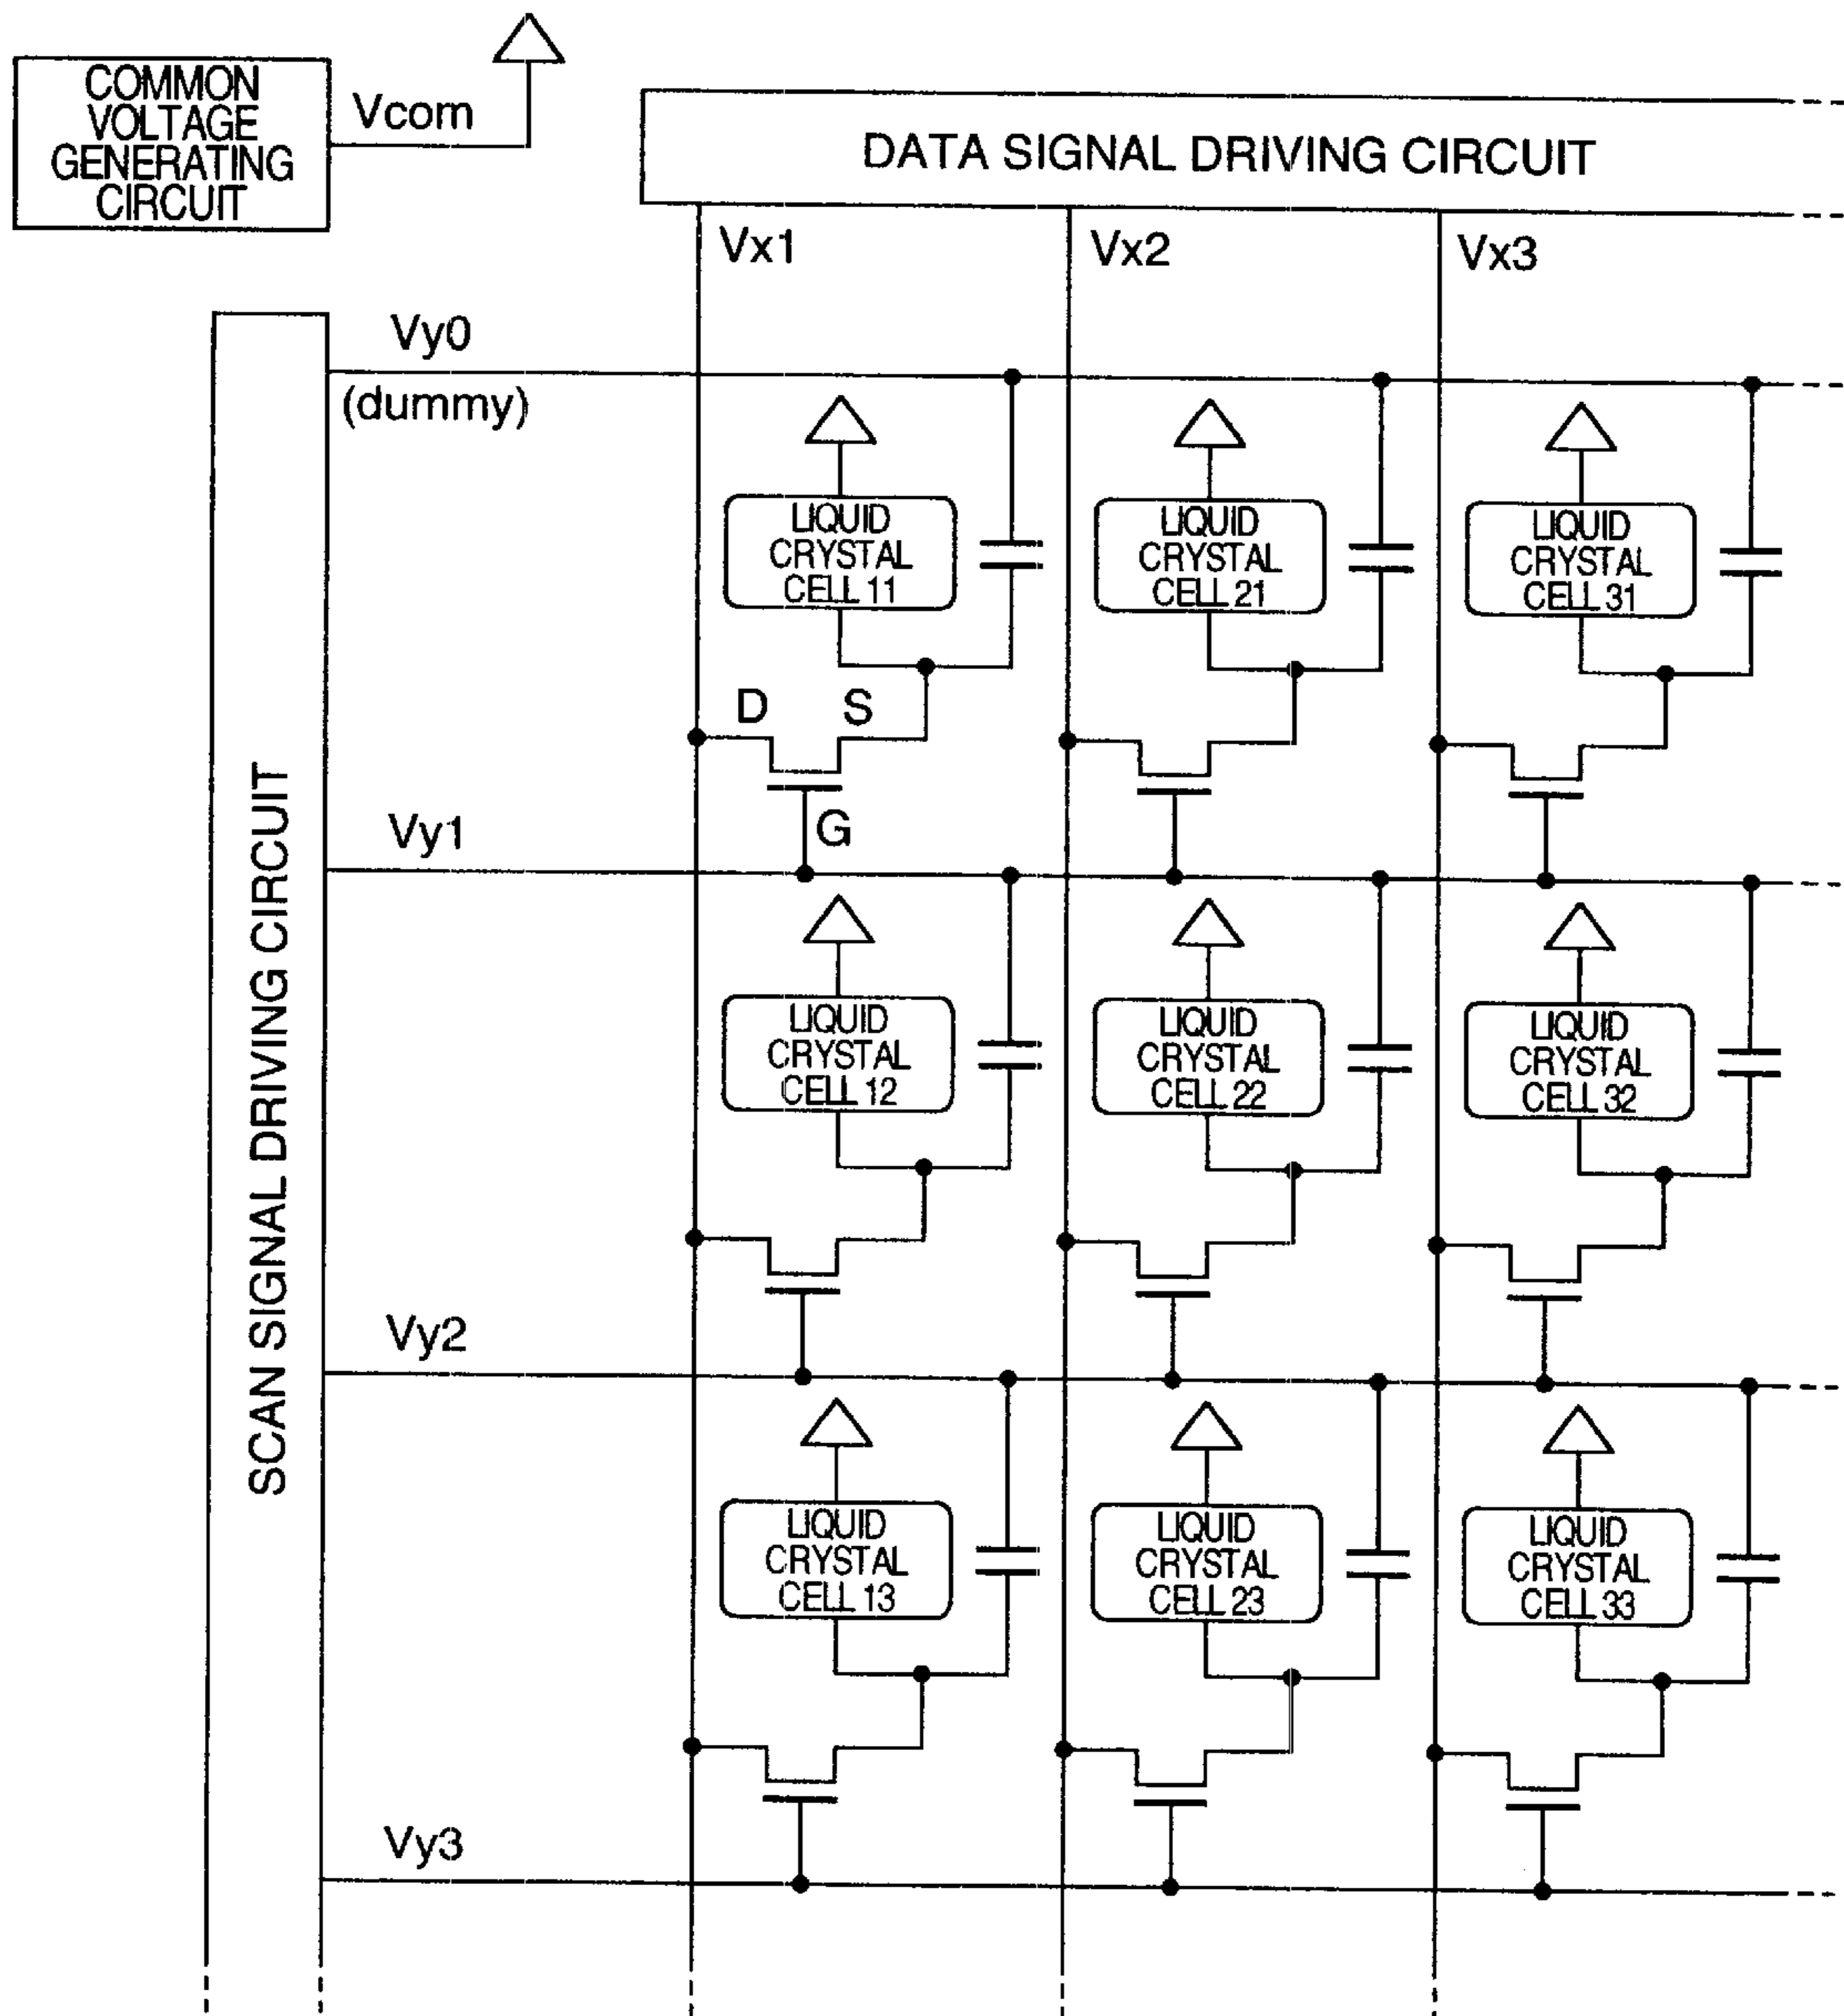 COMMON
VOLTAGE
GENERATING
CIRCUIT
Vcom
DATA SIGNAL DRIVING CIRCUIT
Vx1
Vx2
Vx3
SCAN SIGNAL DRIVING CIRCUIT
Vy0
(dummy)
LIQUID
CRYSTAL
CELL 11
LIQUID
CRYSTAL
CELL 21
LIQUID
CRYSTAL
CELL 31
D
S
G
Vy1
LIQUID
CRYSTAL
CELL 12
LIQUID
CRYSTAL
CELL 22
LIQUID
CRYSTAL
CELL 32
Vy2
LIQUID
CRYSTAL
CELL 13
LIQUID
CRYSTAL
CELL 23
LIQUID
CRYSTAL
CELL 33
Vy3